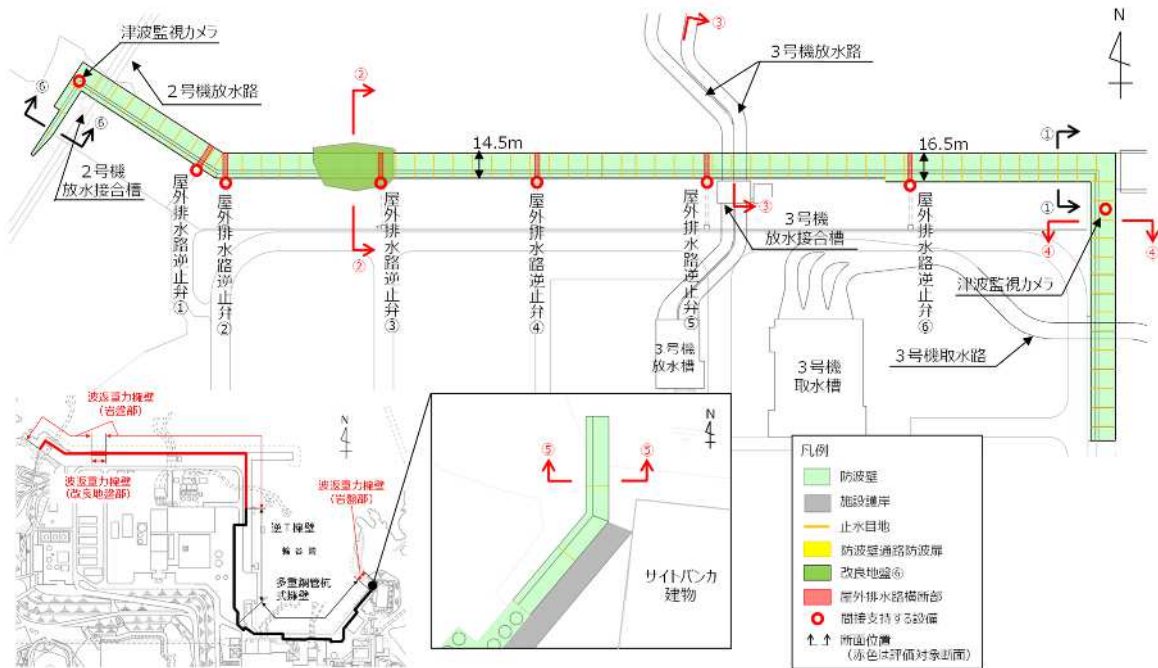 津波監視カメラ
⑥
⑥
2号機放水路
2号機
放水接合槽
②
②
14.5m
③
③
3号機放水路
3号機
放水接合槽
16.5m
①
①
④
④
N
屋外排水路逆止弁①
屋外排水路逆止弁②
屋外排水路逆止弁③
屋外排水路逆止弁④
屋外排水路逆止弁⑤
屋外排水路逆止弁⑥
津波監視カメラ
3号機
放水槽
3号機
取水槽
3号機取水路
波返重力擁壁
(岩盤部)
波返重力擁壁
(改良地盤部)
波返重力擁壁
(岩盤部)
逆T擁壁
輪谷湾
多重鋼管杭
式擁壁
N
N
⑤
⑤
サイトバンカ
建物
凡例
防波壁
施設護岸
止水目地
防波壁通路防波扉
改良地盤⑥
屋外排水路横断部
間接支持する設備
断面位置
(赤色は評価対象断面)